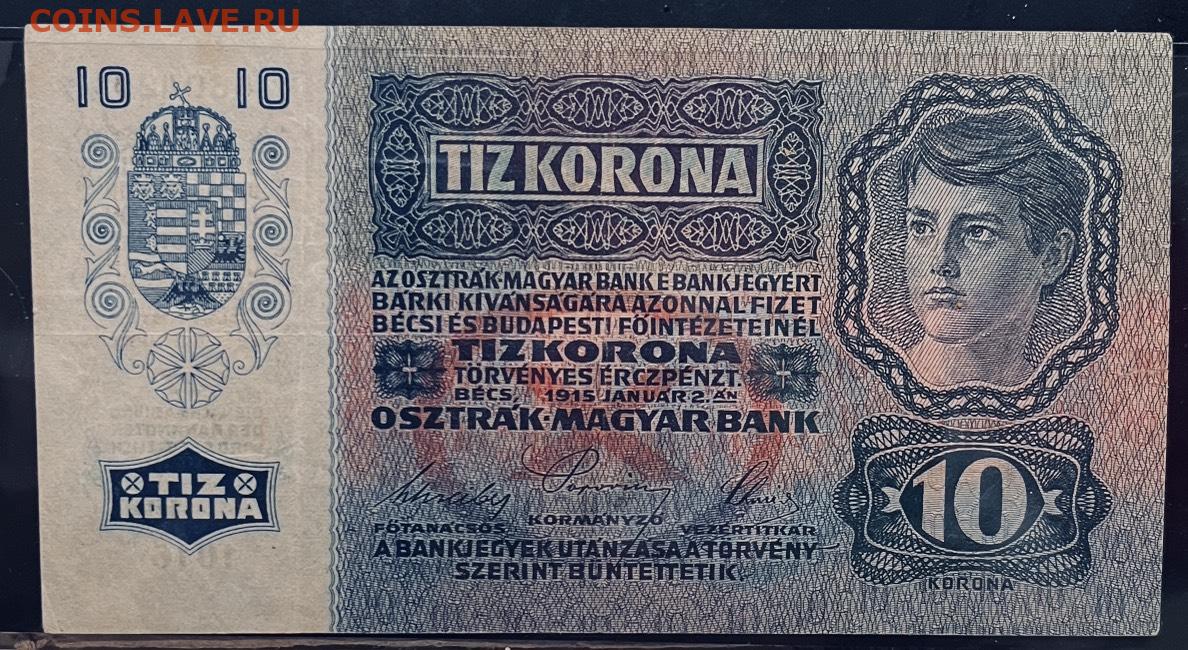 COINS.LAVE.RU
10 10
TIZ KORONA
AZ OSZTRÁK-MAGYAR BANK E BANKJEGYÉRT
BÁRKI KIVÁNSÁGÁRA AZONNAL FIZET
BÉCSI ÉS BUDAPESTI FŐINTÉZETEINÉL
TIZ KORONA
TÖRVÉNYES ÉRCZPÉNZT.
BÉCS, 1915 JANUÁR 2.-ÁN
OSZTRÁK-MAGYAR BANK
FŐTANÁCSOS KORMÁNYZÓ VEZÉRTITKÁR
A BANKJEGYEK UTÁNZÁSA A TÖRVÉNY
SZERINT BÜNTETTETIK.
TIZ
KORONA
10
KORONA